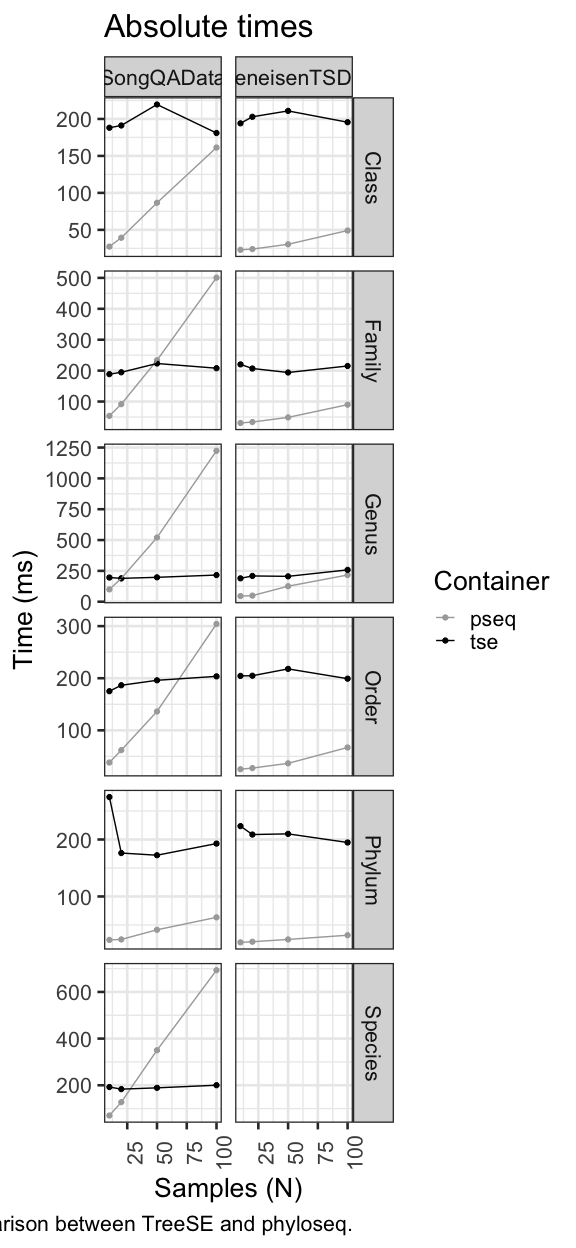 Absolute times
SongQAData
eneisenTSD
200
150
100
50
Class
500
400
300
200
100
Family
1250
1000
750
500
250
0
Genus
300
200
100
Order
200
100
Phylum
600
400
200
Species
25 50 75 100
25 50 75 100
Time (ms)
Samples (N)
Container
pseq
tse
arison between TreeSE and phyloseq.